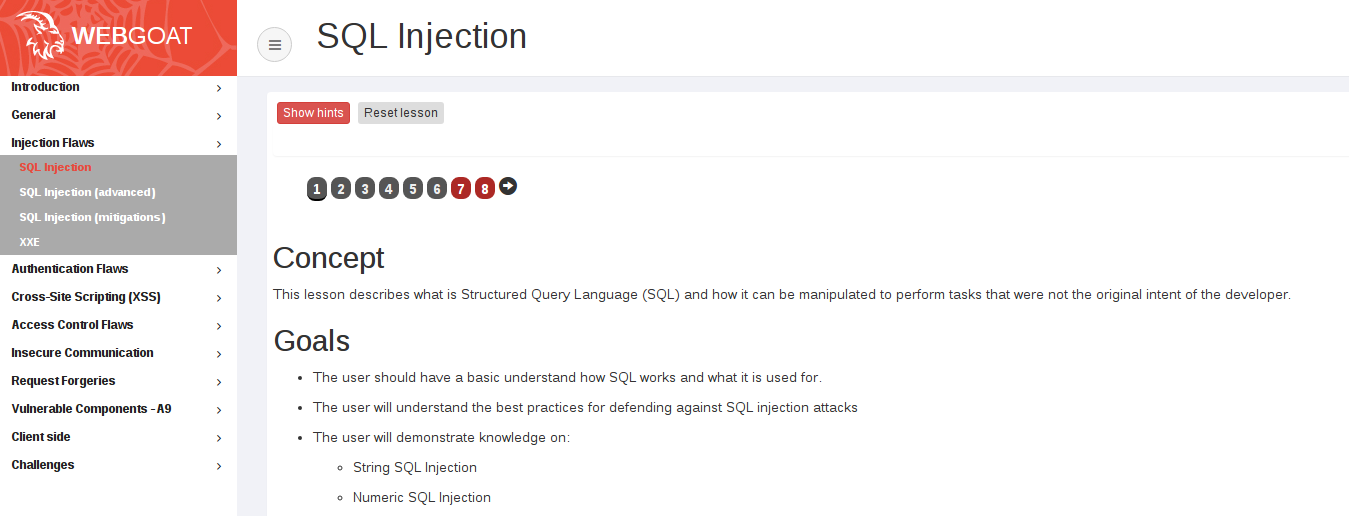 WEBGOAT
SQL Injection
Introduction
General
Injection Flaws
SQL Injection
SQL Injection (advanced)
SQL Injection (mitigations)
XXE
Authentication Flaws
Cross-Site Scripting (XSS)
Access Control Flaws
Insecure Communication
Request Forgeries
Vulnerable Components - A9
Client side
Challenges
Show hints Reset lesson
1 2 3 4 5 6 7 8
Concept
This lesson describes what is Structured Query Language (SQL) and how it can be manipulated to perform tasks that were not the original intent of the developer.
Goals
• The user should have a basic understand how SQL works and what it is used for.
• The user will understand the best practices for defending against SQL injection attacks
• The user will demonstrate knowledge on:
◦ String SQL Injection
◦ Numeric SQL Injection